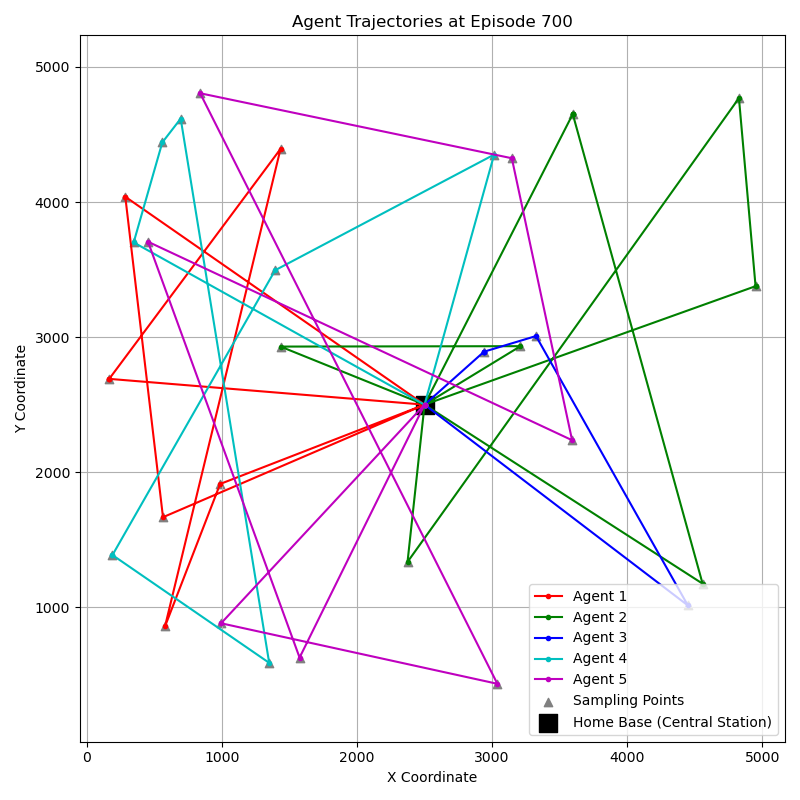 Agent Trajectories at Episode 700
5000
4000
3000
2000
1000
Y Coordinate
0
1000
2000
3000
4000
5000
X Coordinate
Agent 1
Agent 2
Agent 3
Agent 4
Agent 5
Sampling Points
Home Base (Central Station)